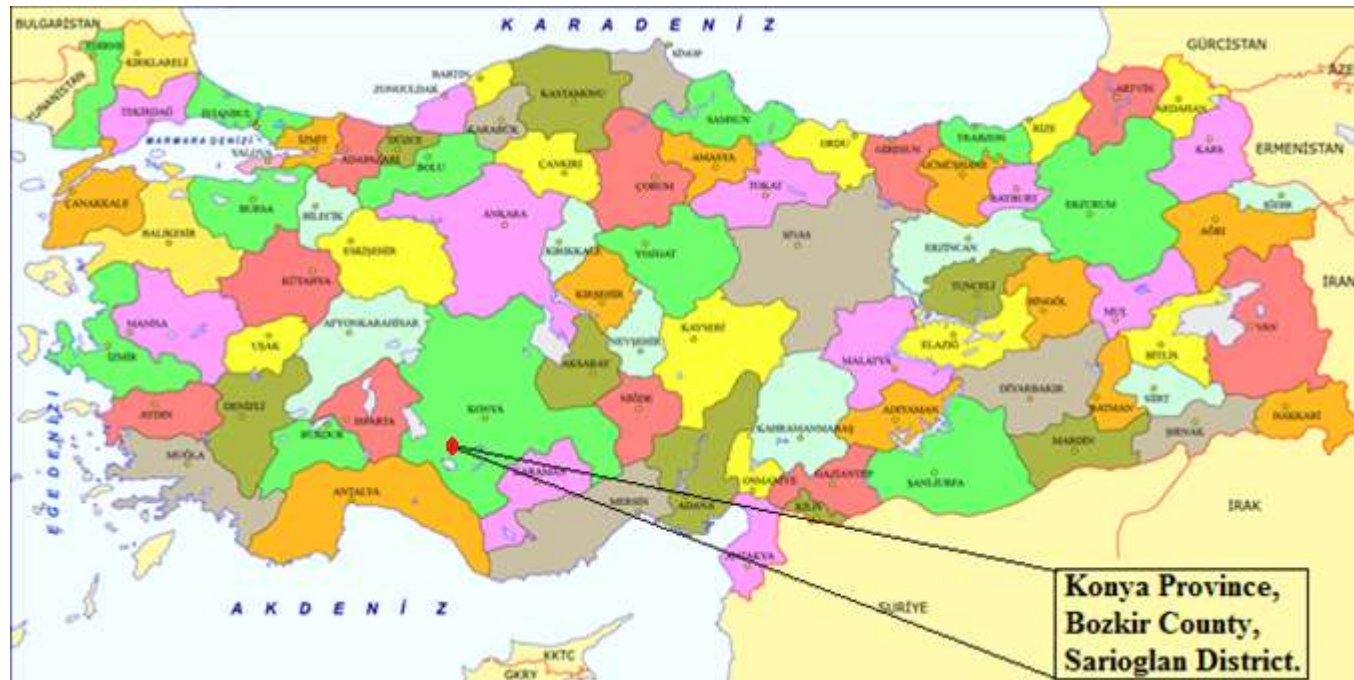 BULGARİSTAN
K A R A D E N İ Z
GÜRCİSTAN
YUNANİSTAN
KIRKLARELİ
TEKİRDAĞ
İSTANBUL
MARMARA DENİZİ
YALOVA
İZMİT
ADAPAZARI
DÜZCE
BOLU
ZONGULDAK
BARTIN
KARABÜK
KASTAMONU
SİNOP
SAMSUN
ÇANKIRI
ÇORUM
AMASYA
TOKAT
ORDU
GİRESUN
TRABZON
GÜMÜŞHANE
RİZE
ARTVİN
ARDAHAN
KARS
ERMENİSTAN
BAYBURT
ERZURUM
IĞDIR
AĞRI
ÇANAKKALE
BALIKESİR
BURSA
BİLECİK
ESKİŞEHİR
ANKARA
KIRIKKALE
YOZGAT
SİVAS
ERZİNCAN
TUNCELİ
BİNGÖL
MUŞ
BİTLİS
VAN
İRAN
KÜTAHYA
MANİSA
UŞAK
İZMİR
AFYONKARAHİSAR
KIRŞEHİR
NEVŞEHİR
KAYSERİ
AKSARAY
MALATYA
ELAZIĞ
DİYARBAKIR
BATMAN
SİİRT
ŞIRNAK
HAKKARİ
AYDIN
DENİZLİ
BURDUR
ISPARTA
KONYA
NİĞDE
KAHRAMANMARAŞ
ADIYAMAN
MARDİN
ŞANLIURFA
GAZİANTEP
KİLİS
OSMANİYE
ADANA
MERSİN
KARAMAN
ANTALYA
MUĞLA
ANTAKYA
E G E D E N İ Z İ
A K D E N İ Z
SURİYE
IRAK
KKTC
GKRY
Konya Province,
Bozkir County,
Sarioglan District.